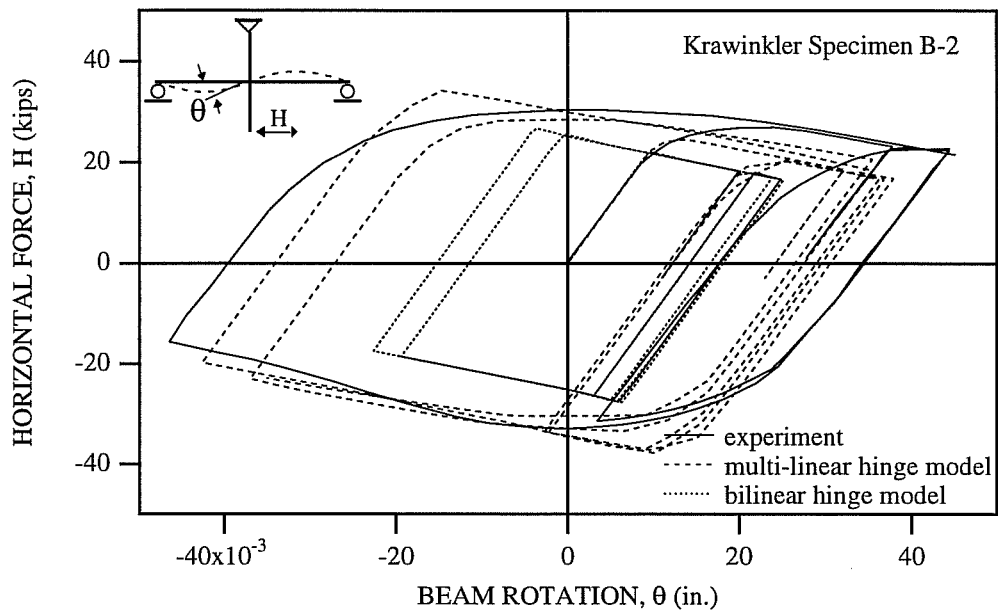 Krawinkler Specimen B-2
θ
H
HORIZONTAL FORCE, H (kips)
40
20
0
-20
-40
experiment
multi-linear hinge model
bilinear hinge model
-40x10-3
-20
0
20
40
BEAM ROTATION, θ (in.)